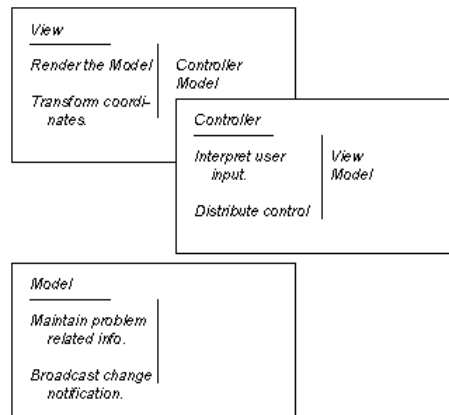 View
Render the Model
Transform coordi-
nates.
Controller
Model
Controller
Interpret user
input.
Distribute control
View
Model
Model
Maintain problem
related info.
Broadcast change
notification.